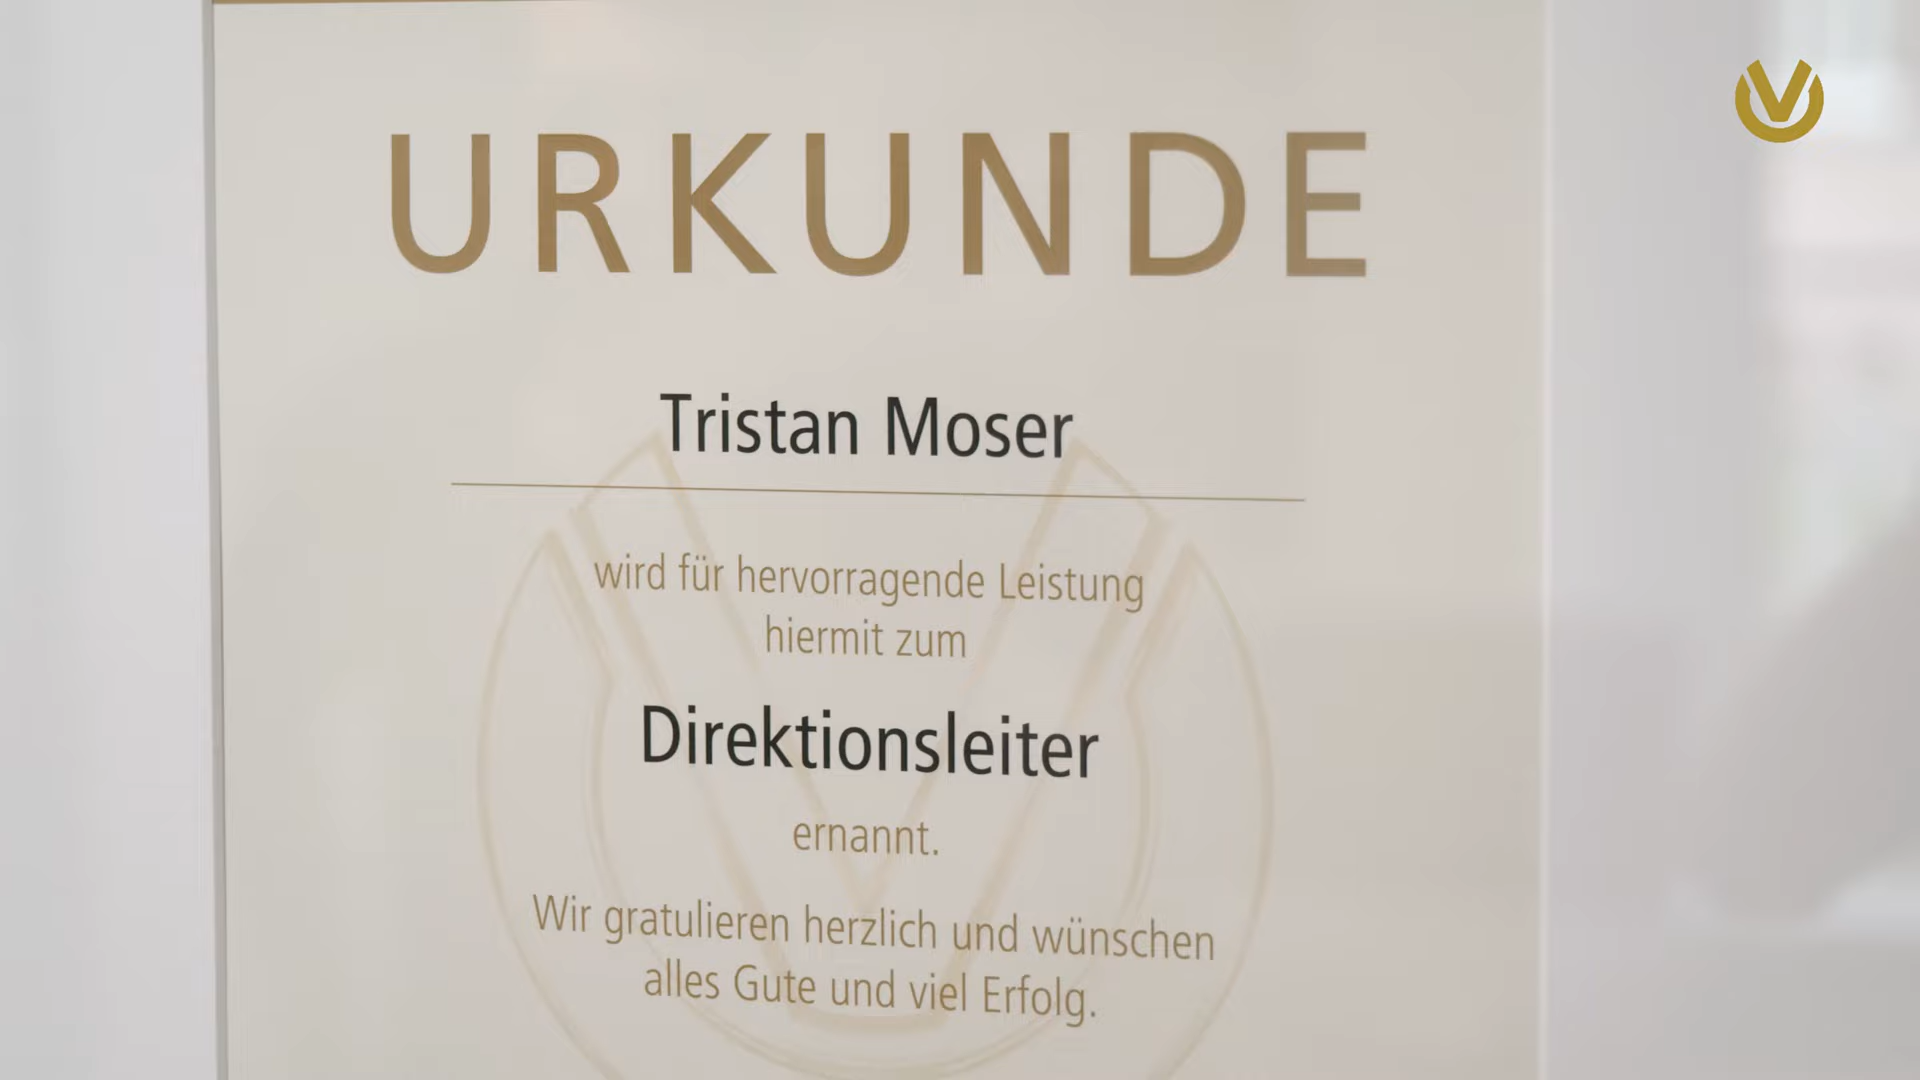 URKUNDE
Tristan Moser
wird für hervorragende Leistung
hiermit zum
Direktionsleiter
ernannt.
Wir gratulieren herzlich und wünschen
alles Gute und viel Erfolg.